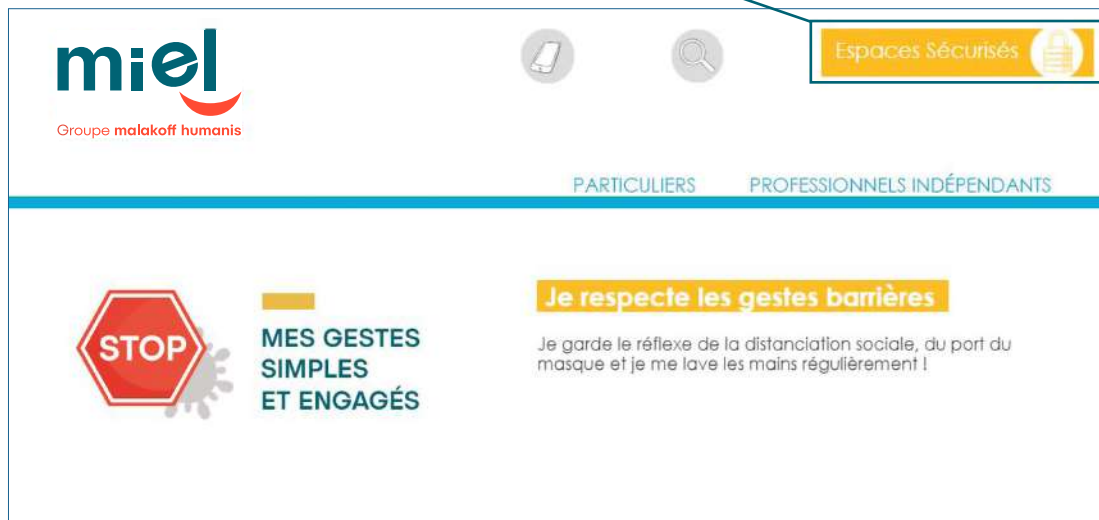 miel
Groupe malakoff humanis
Espaces Sécurisés
PARTICULIERS
PROFESSIONNELS INDÉPENDANTS
STOP
MES GESTES
SIMPLES
ET ENGAGÉS
Je respecte les gestes barrières
Je garde le réflexe de la distanciation sociale, du port du
masque et je me lave les mains régulièrement !